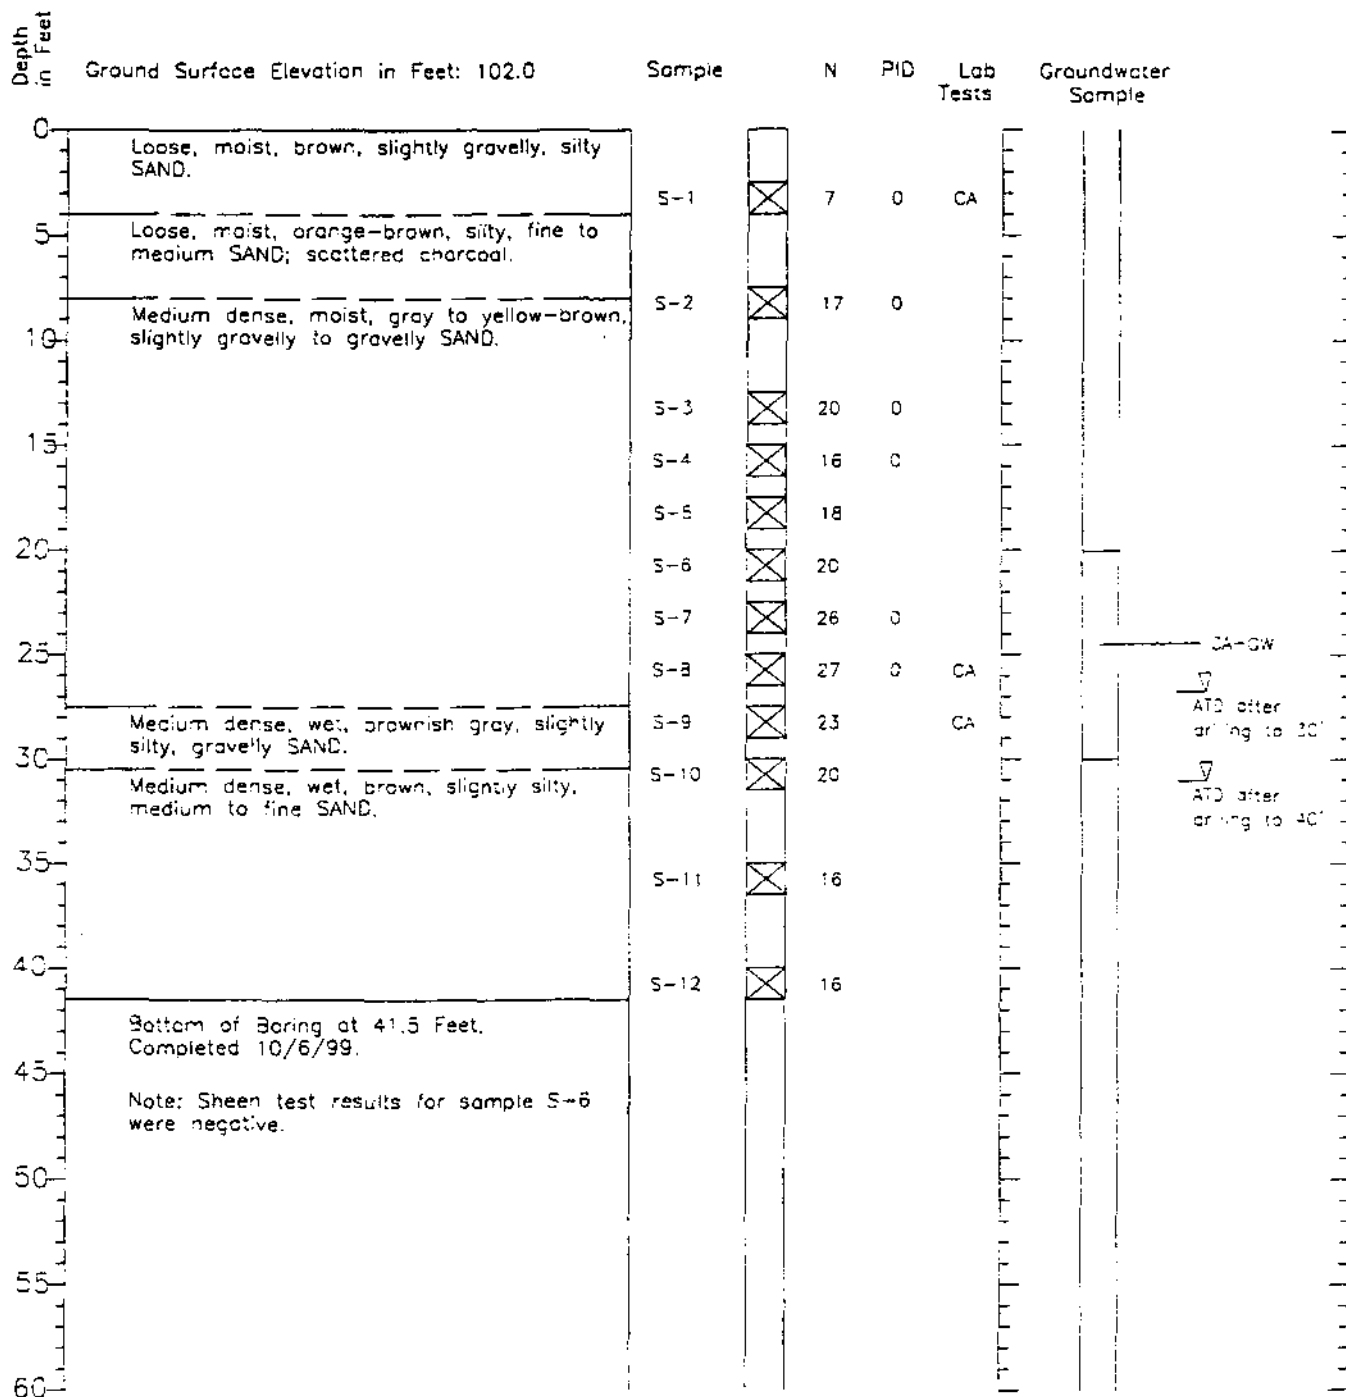 Depth
in Feet
Ground Surface Elevation in Feet: 102.0
Sample
N
PID
Lab
Tests
Groundwater
Sample
0
Loose, moist, brown, slightly gravelly, silty
SAND.
S-1
7
0
CA
5
Loose, moist, orange-brown, silty, fine to
medium SAND; scattered charcoal.
S-2
17
0
Medium dense, moist, gray to yellow-brown,
slightly gravelly to gravelly SAND.
10
S-3
20
0
15
S-4
16
0
S-5
18
20
S-6
20
S-7
26
0
CA-GW
25
S-8
27
0
CA
ATD after
drilling to 30'
Medium dense, wet, brownish gray, slightly
silty, gravelly SAND.
S-9
23
CA
30
S-10
20
Medium dense, wet, brown, slightly silty,
medium to fine SAND.
ATD after
drilling to 40'
35
S-11
16
40
S-12
16
Bottom of Boring at 41.5 Feet.
Completed 10/6/99.
45
Note: Sheen test results for sample S-6
were negative.
50
55
60